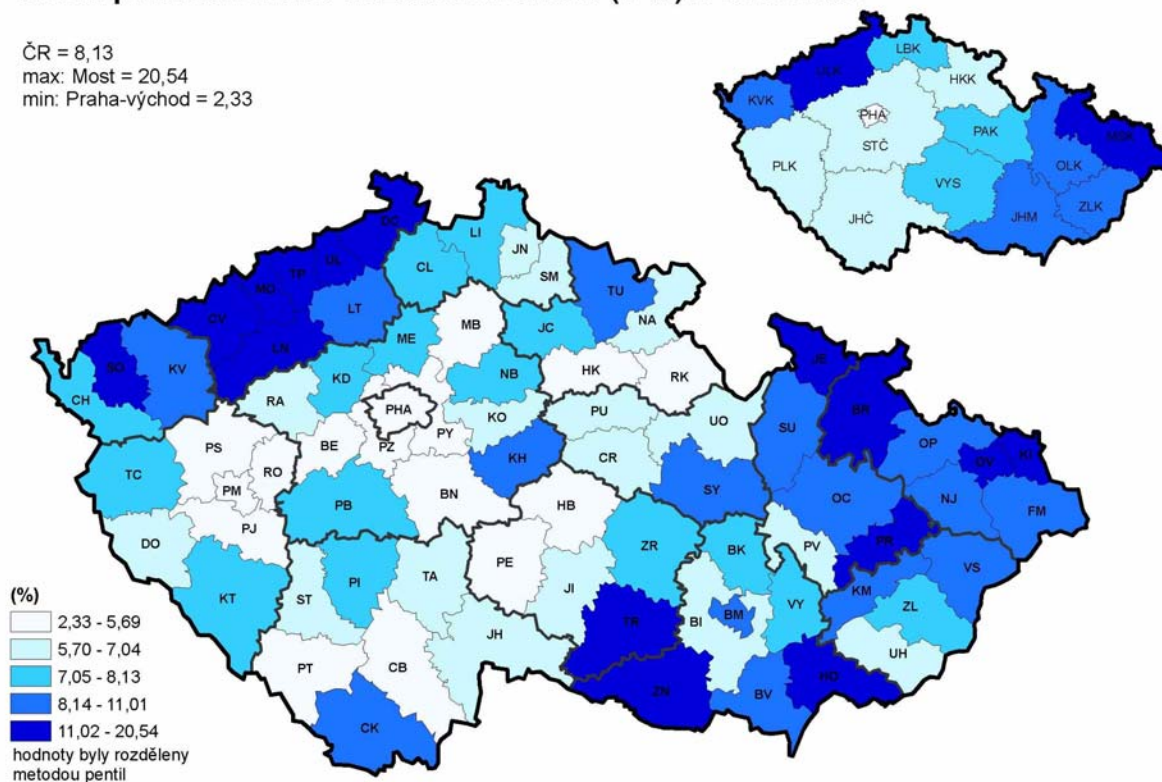 ČR = 8,13
max: Most = 20,54
min: Praha-východ = 2,33
LBK
ULK
HKK
KVK
PHA
PAK
STČ
MSK
PLK
OLK
VYS
JHČ
JHM
ZLK
DC
LI
JN
UL
CL
SM
TP
TU
MO
LT
NA
CV
MB
JC
ME
LN
SO
KV
KD
NB
HK
RK
JE
CH
RA
PHA
KO
PU
UO
BR
PS
BE
PZ
PY
SU
OP
RO
CR
OV
KI
TC
KH
PM
PB
BN
SY
OC
NJ
FM
HB
PJ
DO
PR
PV
ZR
BK
PE
TA
PI
VS
KT
ST
JI
KM
VY
ZL
BM
TR
BI
JH
UH
PT
CB
HO
ZN
BV
CK
(%)
2,33 - 5,69
5,70 - 7,04
7,05 - 8,13
8,14 - 11,01
11,02 - 20,54
hodnoty byly rozděleny
metodou pentil